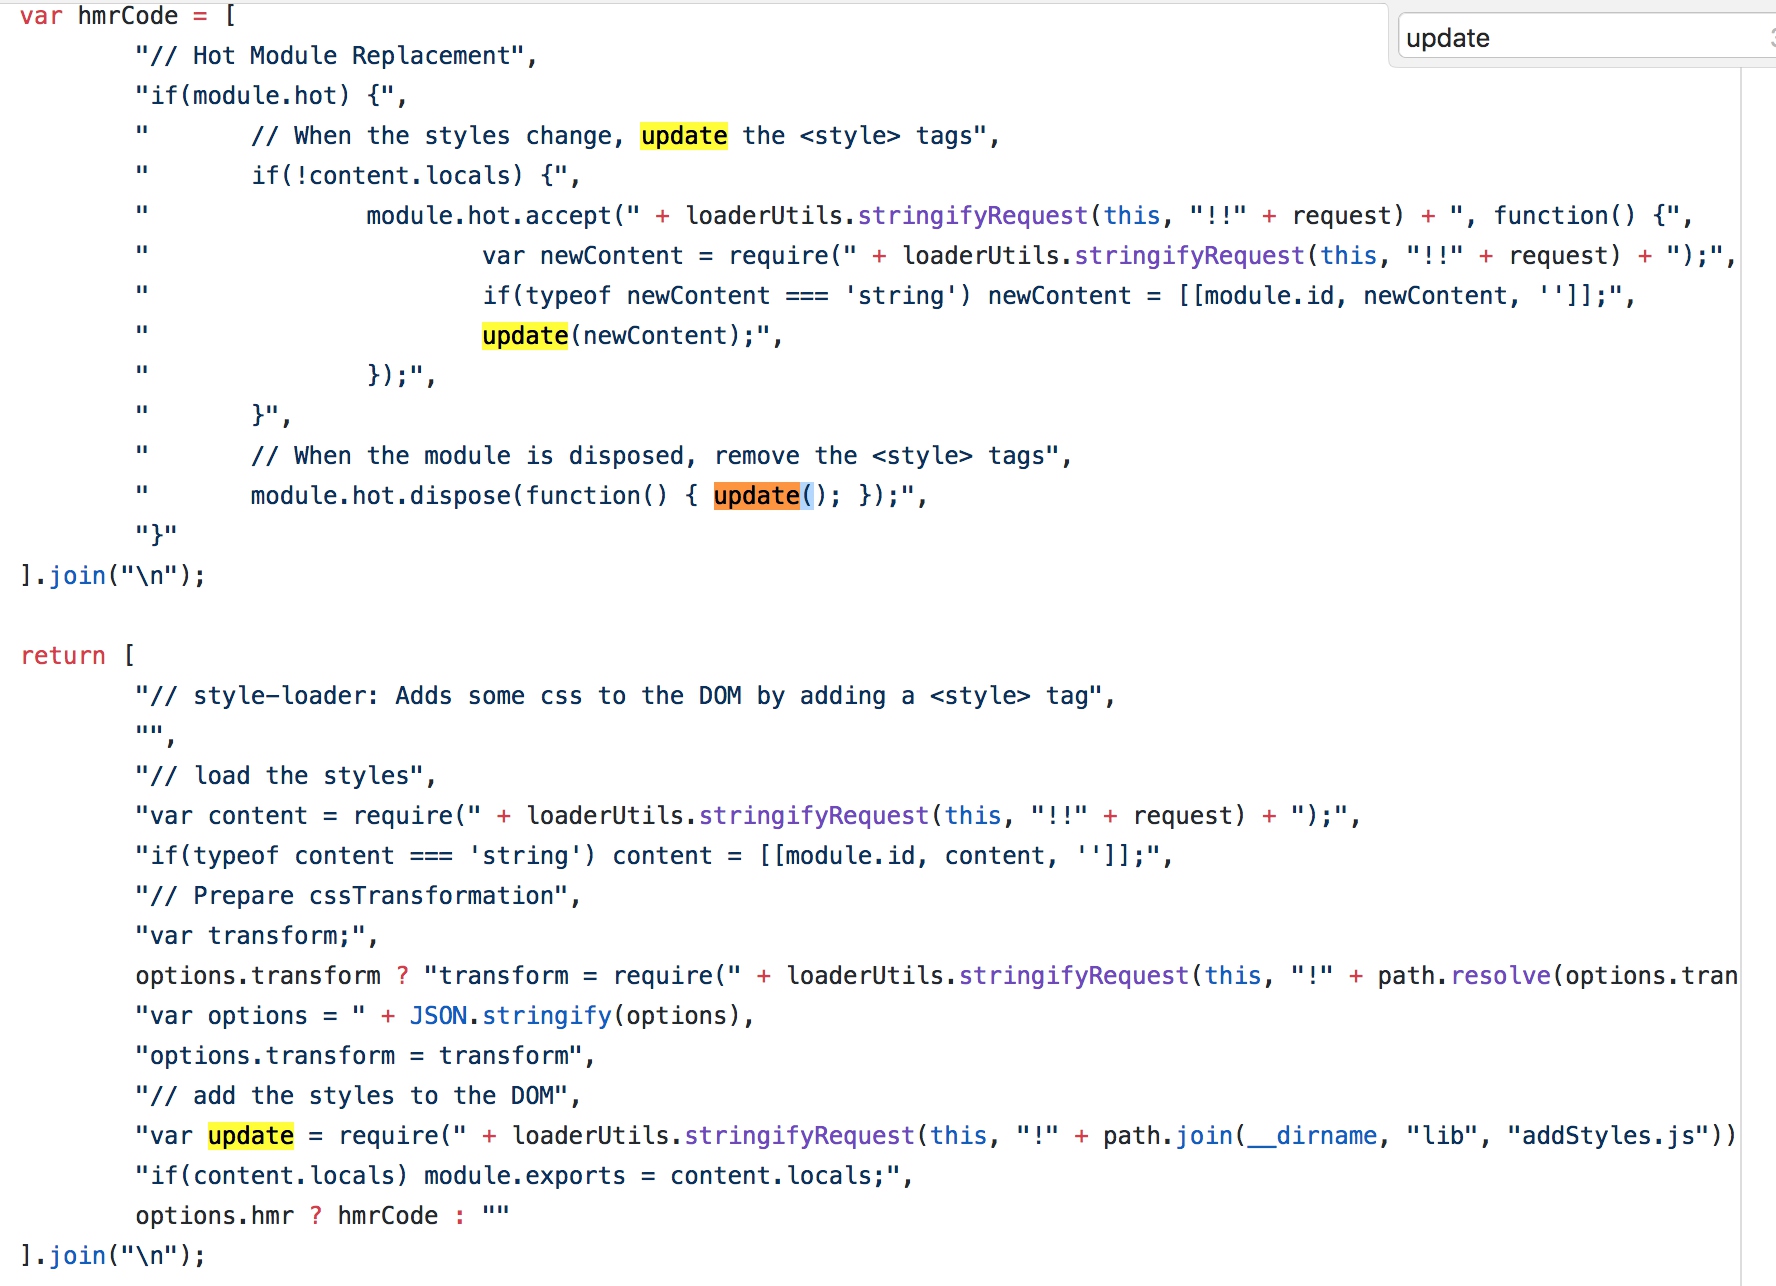 var hmrCode = [
update
"// Hot Module Replacement",
"if(module.hot) {",
"	// When the styles change, update the <style> tags",
"	if(!content.locals) {",
"		module.hot.accept(" + loaderUtils.stringifyRequest(this, "!!" + request) + ", function() {",
"			var newContent = require(" + loaderUtils.stringifyRequest(this, "!!" + request) + ");",
"			if(typeof newContent === 'string') newContent = [[module.id, newContent, '']];",
"			update(newContent);",
"		});",
"	}",
"	// When the module is disposed, remove the <style> tags",
"	module.hot.dispose(function() { update(); });",
"}"
].join("\n");
return [
"// style-loader: Adds some css to the DOM by adding a <style> tag",
"",
"// load the styles",
"var content = require(" + loaderUtils.stringifyRequest(this, "!!" + request) + ");",
"if(typeof content === 'string') content = [[module.id, content, '']];",
"// Prepare cssTransformation",
"var transform;",
options.transform ? "transform = require(" + loaderUtils.stringifyRequest(this, "!" + path.resolve(options.tran
"var options = " + JSON.stringify(options),
"options.transform = transform",
"// add the styles to the DOM",
"var update = require(" + loaderUtils.stringifyRequest(this, "!" + path.join(__dirname, "lib", "addStyles.js"))
"if(content.locals) module.exports = content.locals;",
options.hmr ? hmrCode : ""
].join("\n");